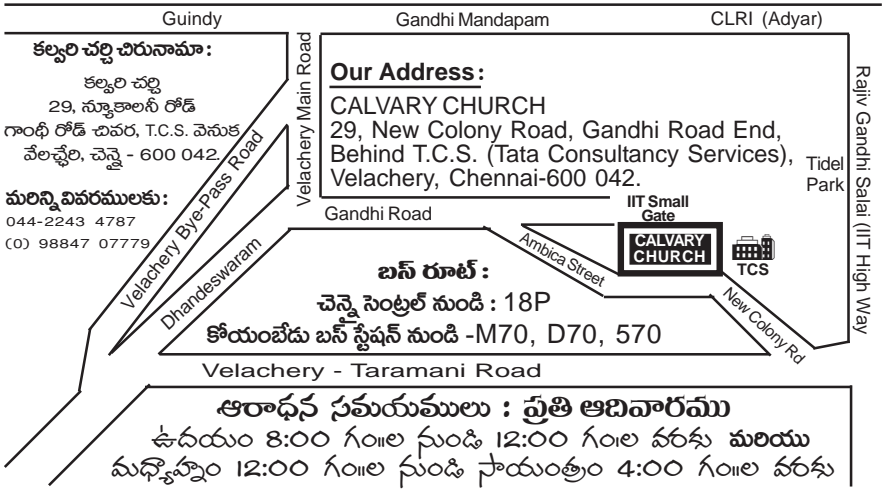 Guindy
Gandhi Mandapam
CLRI (Adyar)
కల్వరి చర్చి చిరునామా :
కల్వరి చర్చి
29, న్యూకాలనీ రోడ్
గాంధీ రోడ్ చివర, T.C.S. వెనుక
వేలచ్చేరి, చెన్నై - 600 042.
మరిన్ని వివరములకు :
044-2243 4787
(0) 98847 07779
Velachery Bye-Pass Road
Velachery Main Road
Our Address :
CALVARY CHURCH
29, New Colony Road, Gandhi Road End,
Behind T.C.S. (Tata Consultancy Services),
Velachery, Chennai-600 042.
Tidel
Park
Rajiv Gandhi Salai (IIT High Way
Gandhi Road
IIT Small
Gate
CALVARY
CHURCH
TCS
Ambica Street
New Colony Rd
Dhandeswaram
బస్ రూట్ :
చెన్నై సెంట్రల్ నుండి : 18P
కోయంబేడు బస్ స్టేషన్ నుండి -M70, D70, 570
Velachery - Taramani Road
ఆరాధన సమయములు : ప్రతి ఆదివారము
ఉదయం 8:00 గం॥ల నుండి 12:00 గం॥ల వరకు మరియు
మధ్యాహ్నం 12:00 గం॥ల నుండి సాయంత్రం 4:00 గం॥ల వరకు